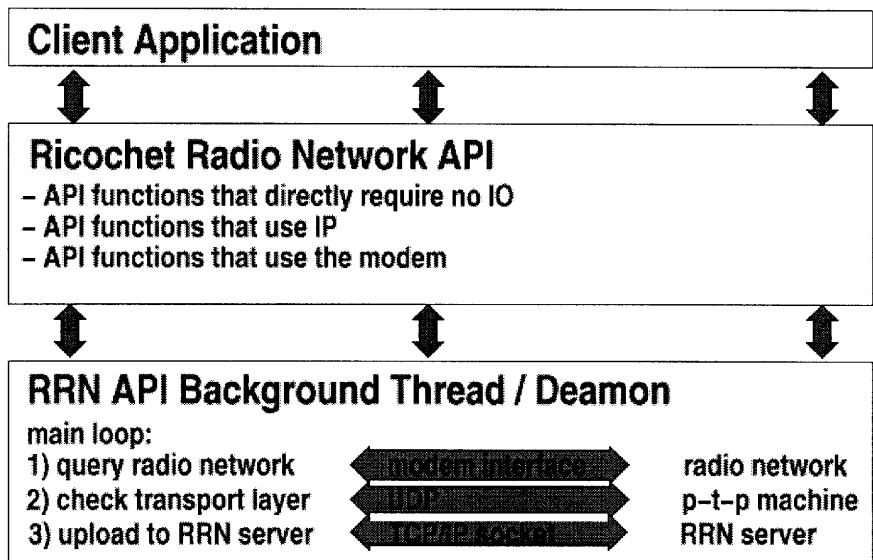 Client Application
Ricochet Radio Network API
– API functions that directly require no IO
– API functions that use IP
– API functions that use the modem
RRN API Background Thread / Deamon
main loop:
1) query radio network modem interface radio network
2) check transport layer UDP p–t–p machine
3) upload to RRN server TCP/IP socket RRN server